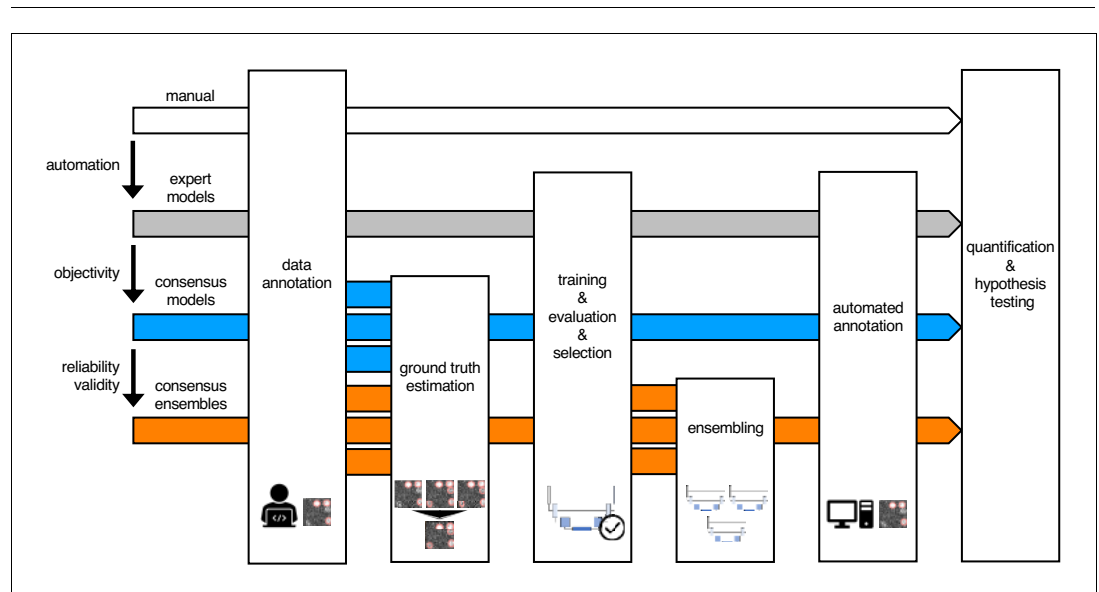 manual
automation
expert
models
objectivity
consensus
models
reliability
validity
consensus
ensembles
data
annotation
</>
ground truth
estimation
training
&
evaluation
&
selection
ensembling
automated
annotation
quantification
&
hypothesis
testing